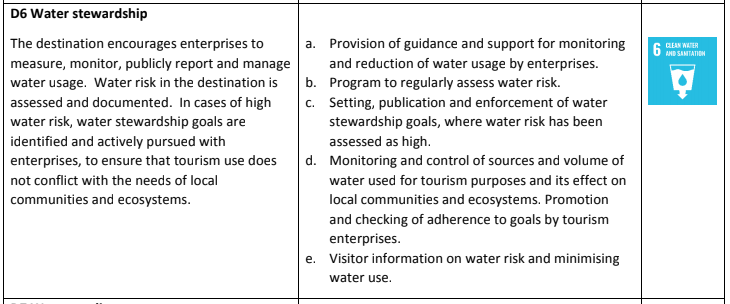 D6 Water stewardship
The destination encourages enterprises to
measure, monitor, publicly report and manage
water usage.  Water risk in the destination is
assessed and documented.  In cases of high
water risk, water stewardship goals are
identified and actively pursued with
enterprises, to ensure that tourism use does
not conflict with the needs of local
communities and ecosystems.
a. Provision of guidance and support for monitoring
and reduction of water usage by enterprises.
b. Program to regularly assess water risk.
c. Setting, publication and enforcement of water
stewardship goals, where water risk has been
assessed as high.
d. Monitoring and control of sources and volume of
water used for tourism purposes and its effect on
local communities and ecosystems. Promotion
and checking of adherence to goals by tourism
enterprises.
e. Visitor information on water risk and minimising
water use.
6 CLEAN WATER
AND SANITATION